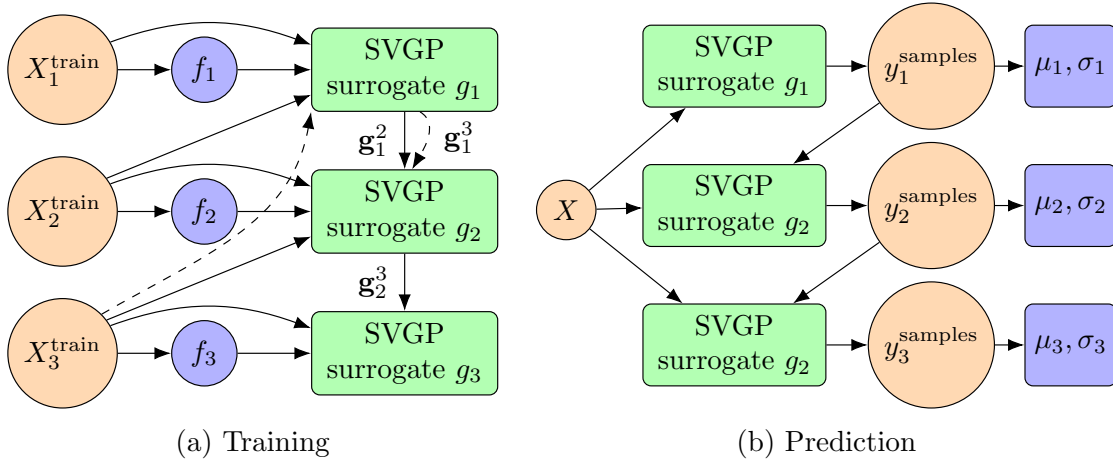 X_1^train
f_1
SVGP
surrogate g_1
g_1^2
g_1^3
X_2^train
f_2
SVGP
surrogate g_2
g_2^3
X_3^train
f_3
SVGP
surrogate g_3
(a) Training
X
SVGP
surrogate g_1
y_1^samples
μ_1, σ_1
SVGP
surrogate g_2
y_2^samples
μ_2, σ_2
SVGP
surrogate g_2
y_3^samples
μ_3, σ_3
(b) Prediction